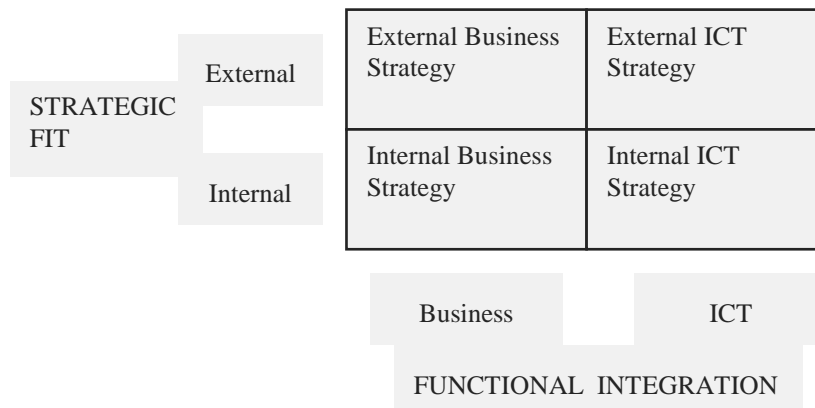 External Business
Strategy
External ICT
Strategy
External
STRATEGIC
FIT
Internal Business
Strategy
Internal ICT
Strategy
Internal
Business
ICT
FUNCTIONAL INTEGRATION